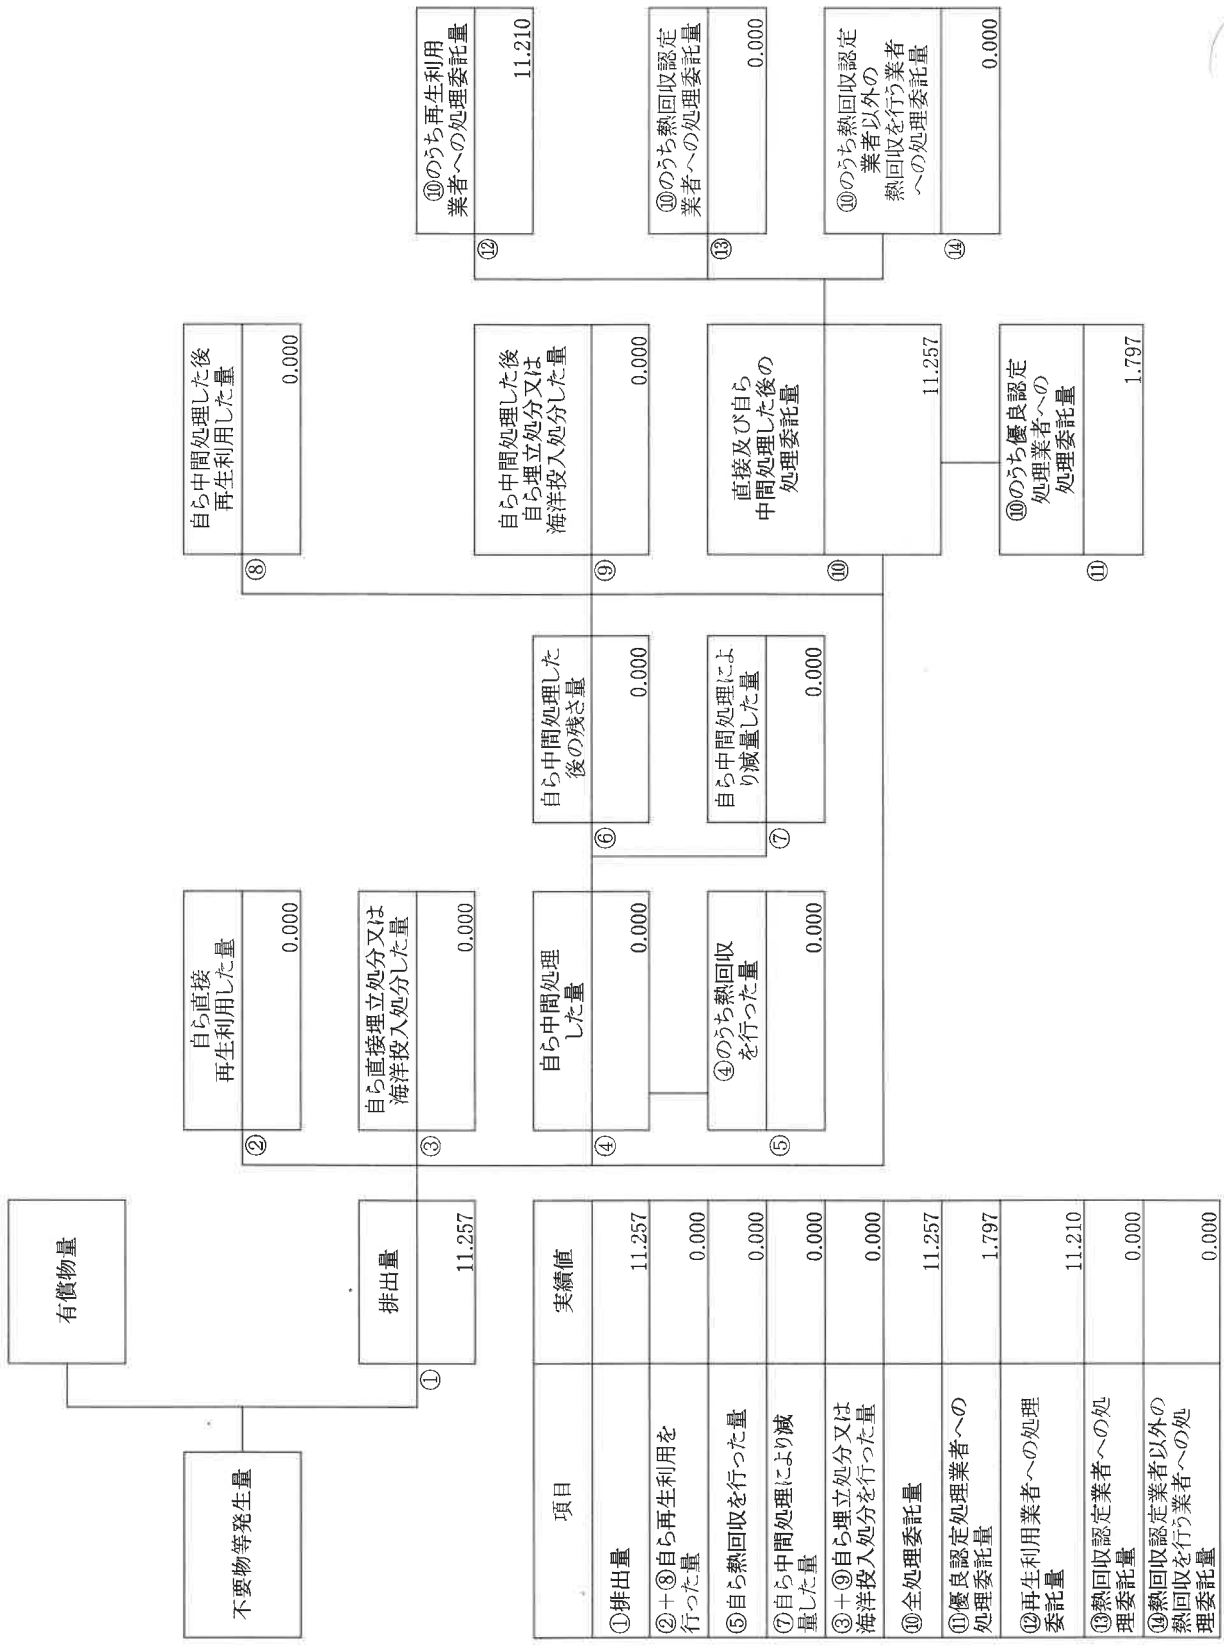 有償物量
不要物等発生量
排出量
①
11.257
自ら直接
再生利用した量
②
0.000
自ら直接埋立処分又は
海洋投入処分した量
③
0.000
自ら中間処理
した量
④
0.000
④のうち熱回収
を行った量
⑤
0.000
自ら中間処理した
後の残さ量
⑥
0.000
自ら中間処理によ
り減量した量
⑦
0.000
自ら中間処理した後
再生利用した量
⑧
0.000
自ら中間処理した後
自ら埋立処分又は
海洋投入処分した量
⑨
0.000
直接及び自ら
中間処理した後の
処理委託量
⑩
11.257
⑩のうち優良認定
処理業者への
処理委託量
⑪
1.797
⑩のうち再生利用
業者への処理委託量
⑫
11.210
⑩のうち熱回収認定
業者への処理委託量
⑬
0.000
⑩のうち熱回収認定
業者以外の
熱回収を行う業者
への処理委託量
⑭
0.000
項目 実績値
①排出量 11.257
②＋⑧自ら再生利用を
行った量 0.000
⑤自ら熱回収を行った量 0.000
⑦自ら中間処理により減
量した量 0.000
③＋⑨自ら埋立処分又は
海洋投入処分を行った量 0.000
⑩全処理委託量 11.257
⑪優良認定処理業者への
処理委託量 1.797
⑫再生利用業者への処理
委託量 11.210
⑬熱回収認定業者への処
理委託量 0.000
⑭熱回収認定業者以外の
熱回収を行う業者への処
理委託量 0.000